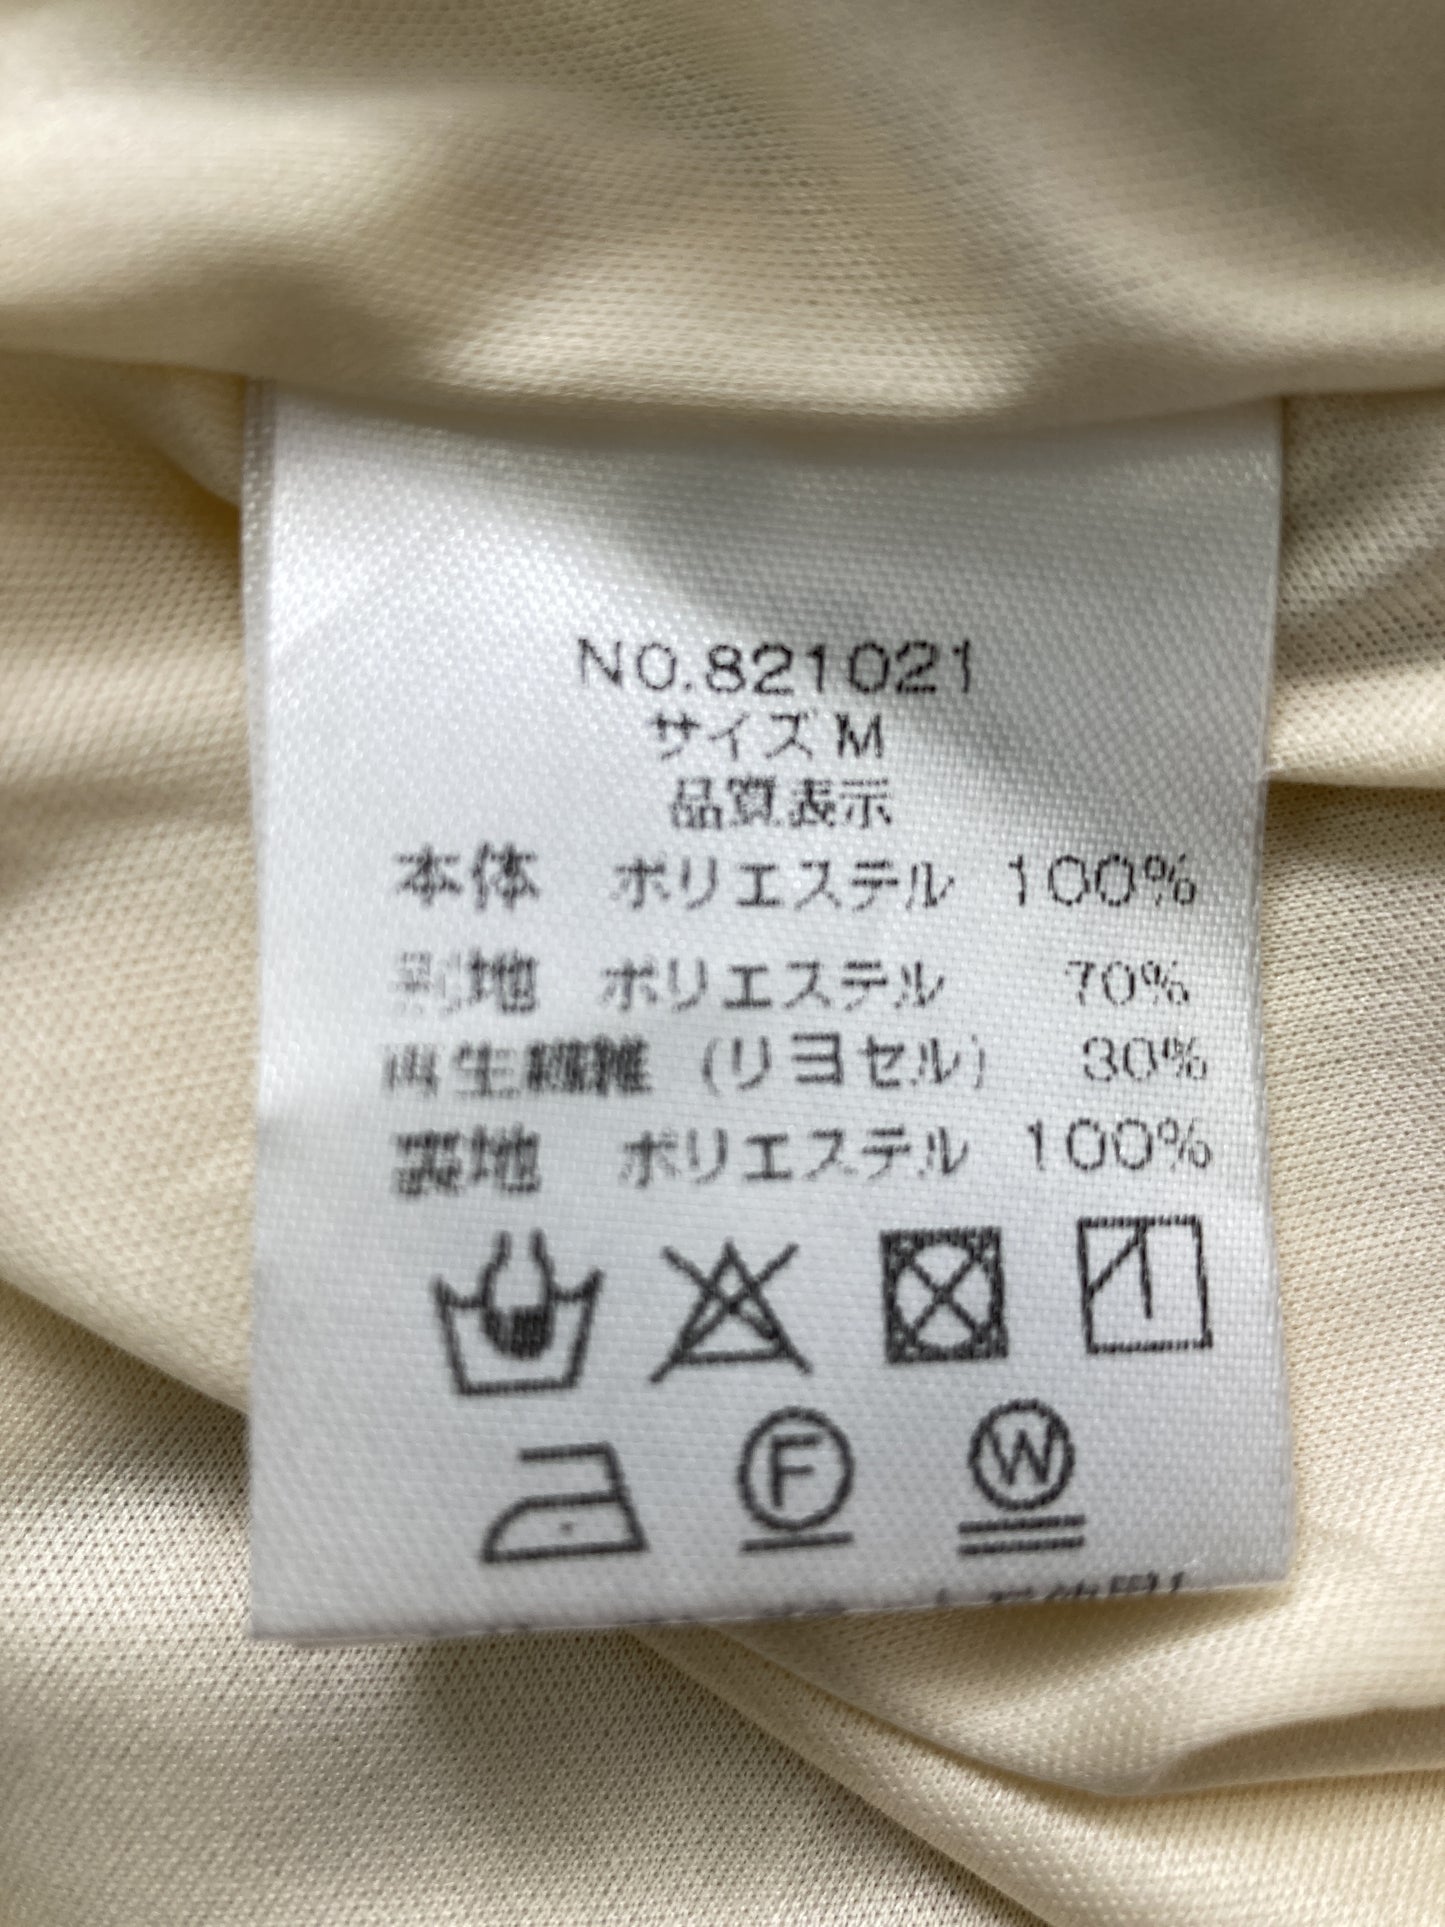 NO.821021
サイズ M
品質表示
本体 ポリエステル 100%
別地 ポリエステル 70%
再生繊維 (リヨセル) 30%
裏地 ポリエステル 100%
F W